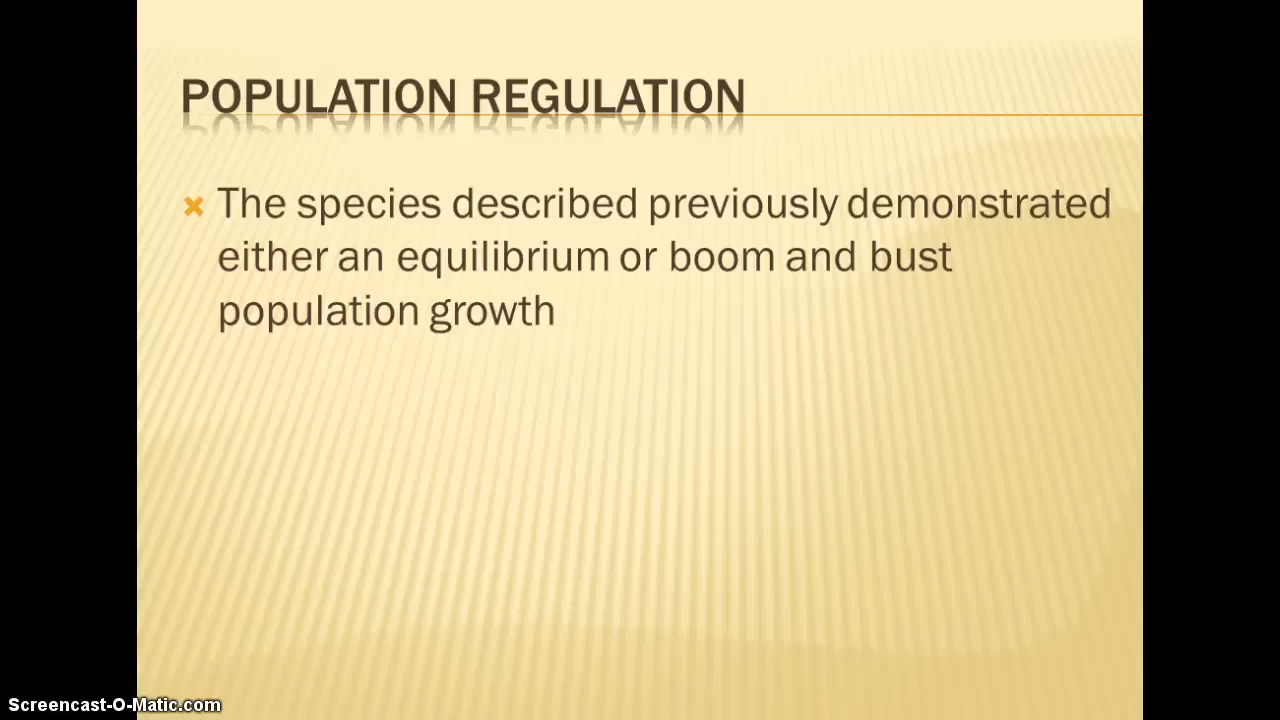 POPULATION REGULATION
The species described previously demonstrated
either an equilibrium or boom and bust
population growth
Screencast-O-Matic.com